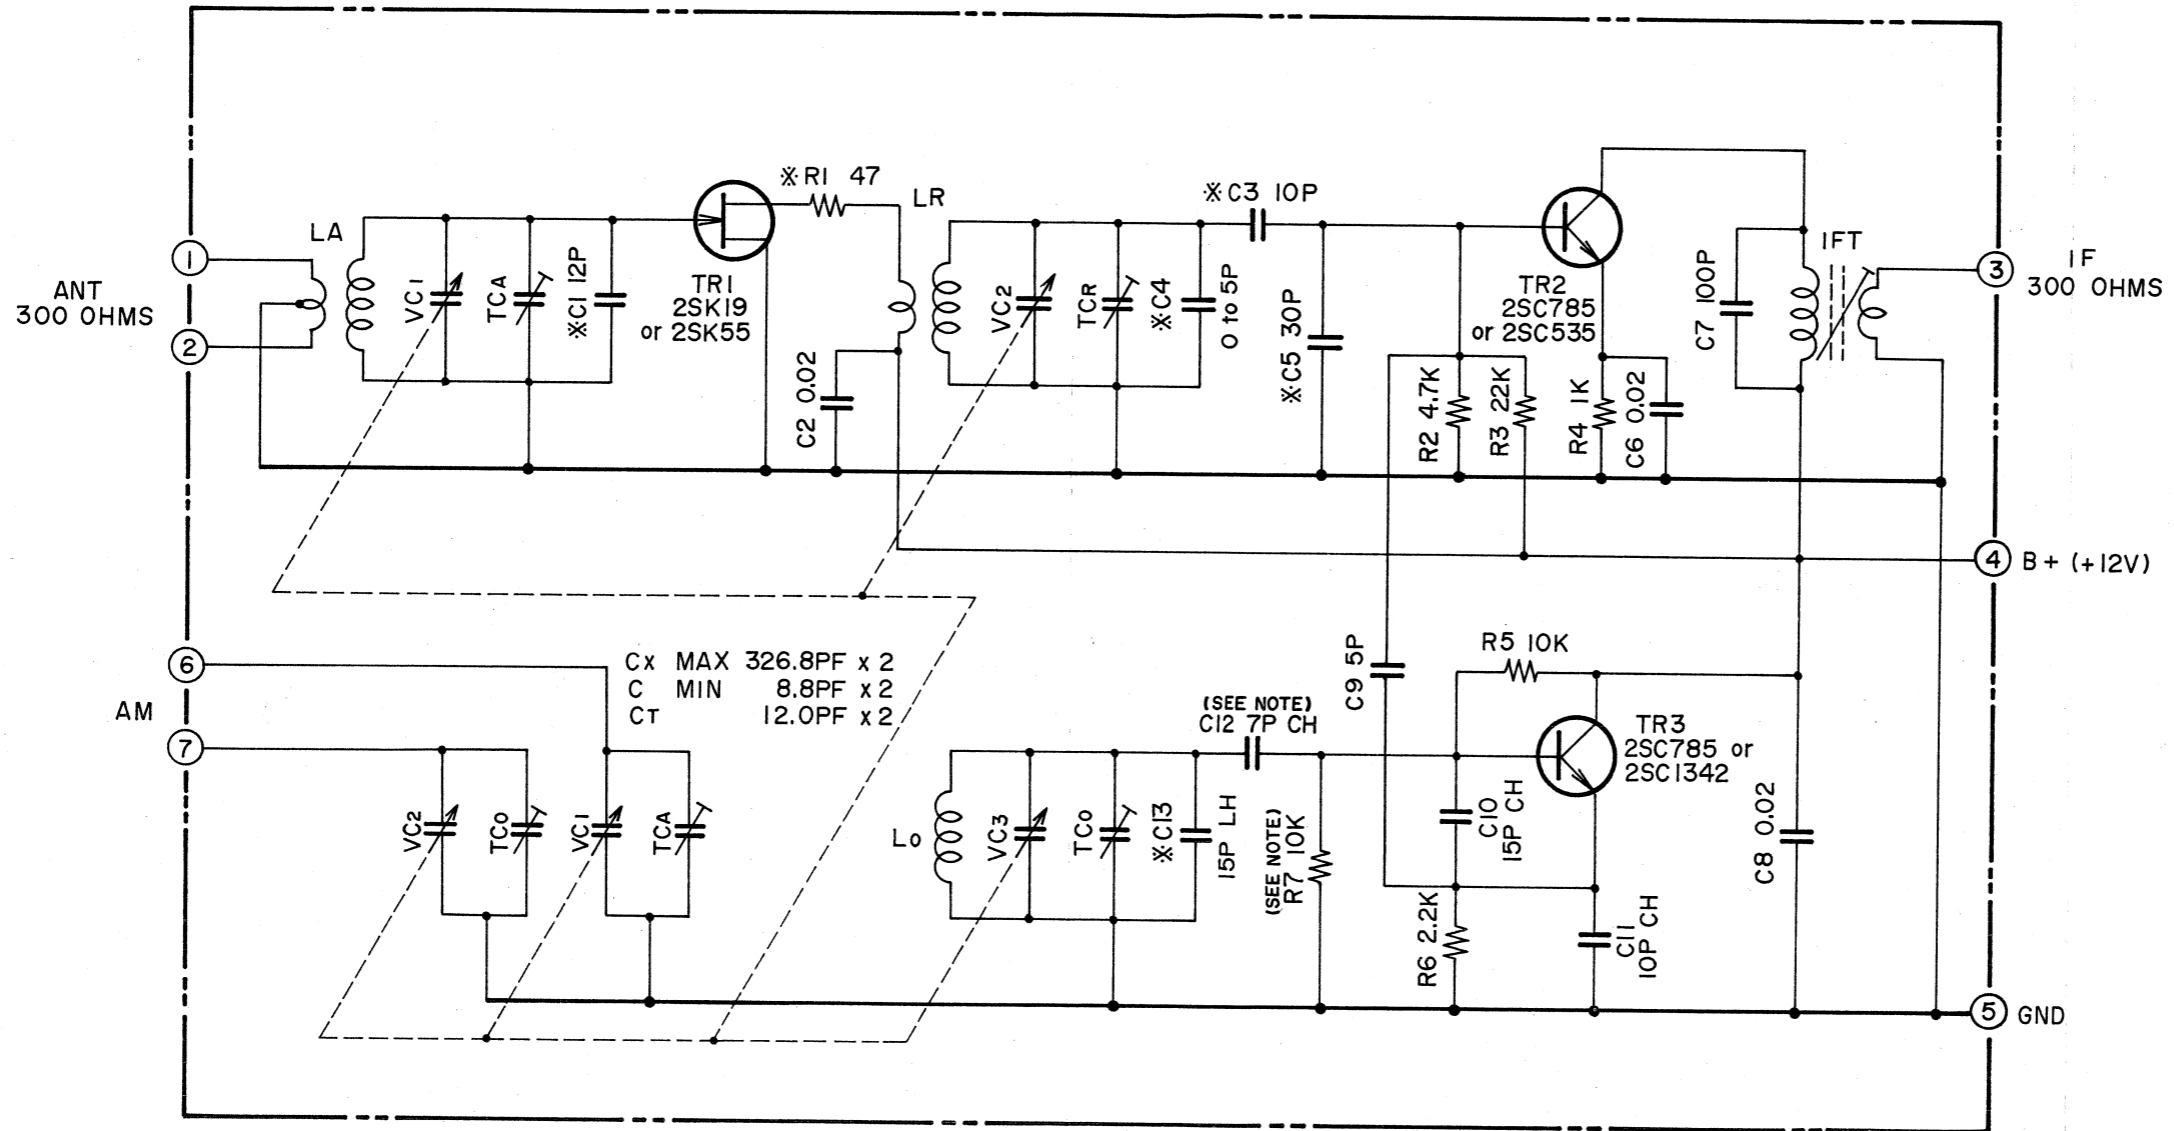 ※R1 47
LR
※C3 10P
LA
1
ANT
300 OHMS
2
VC1
TCA
※C1 12P
TR1
2SK19
or 2SK55
C2 0.02
VC2
TCR
※C4
0 to 5P
※C5 30P
TR2
2SC785
or 2SC535
R2 4.7K
R3 22K
R4 1K
C6 0.02
C7 100P
IFT
3
IF
300 OHMS
4
B+ (+12V)
6
AM
7
CX MAX 326.8PF x 2
C MIN 8.8PF x 2
CT 12.0PF x 2
VC2
TCO
VC1
TCA
LO
VC3
TCO
※C13
15P LH
(SEE NOTE)
C12 7P CH
(SEE NOTE)
R7 10K
C9 5P
R5 10K
C10
15P CH
R6 2.2K
TR3
2SC785 or
2SC1342
C11
10P CH
C8 0.02
5
GND